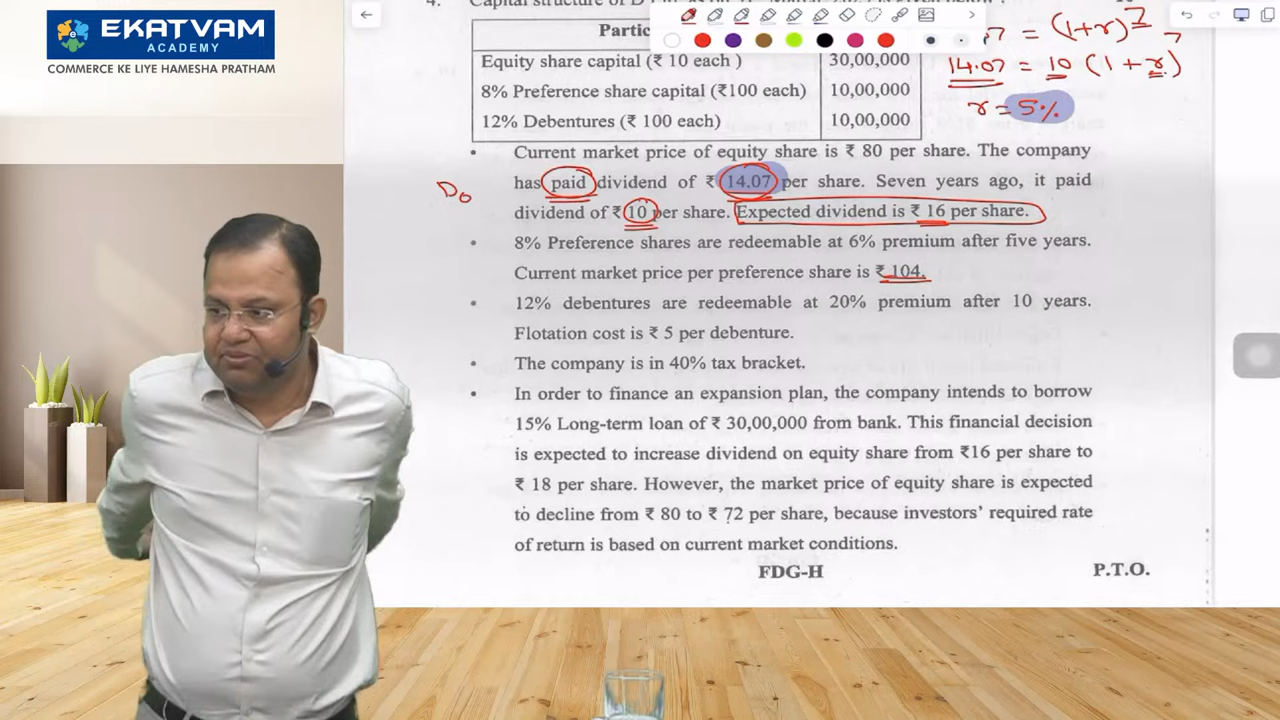 EKATVAM
ACADEMY
COMMERCE KE LIYE HAMESHA PRATHAM
Partic
Equity share capital (₹ 10 each ) 30,00,000
8% Preference share capital (₹100 each) 10,00,000
12% Debentures (₹ 100 each) 10,00,000
= (1+r)^7
14.07 = 10 (1 + r)^7
r = 5%
• Current market price of equity share is ₹ 80 per share. The company
D0 has paid dividend of ₹ 14.07 per share. Seven years ago, it paid
dividend of ₹ 10 per share. Expected dividend is ₹ 16 per share.
• 8% Preference shares are redeemable at 6% premium after five years.
Current market price per preference share is ₹ 104.
• 12% debentures are redeemable at 20% premium after 10 years.
Flotation cost is ₹ 5 per debenture.
• The company is in 40% tax bracket.
• In order to finance an expansion plan, the company intends to borrow
15% Long-term loan of ₹ 30,00,000 from bank. This financial decision
is expected to increase dividend on equity share from ₹16 per share to
₹ 18 per share. However, the market price of equity share is expected
to decline from ₹ 80 to ₹ 72 per share, because investors' required rate
of return is based on current market conditions.
FDG-H P.T.O.